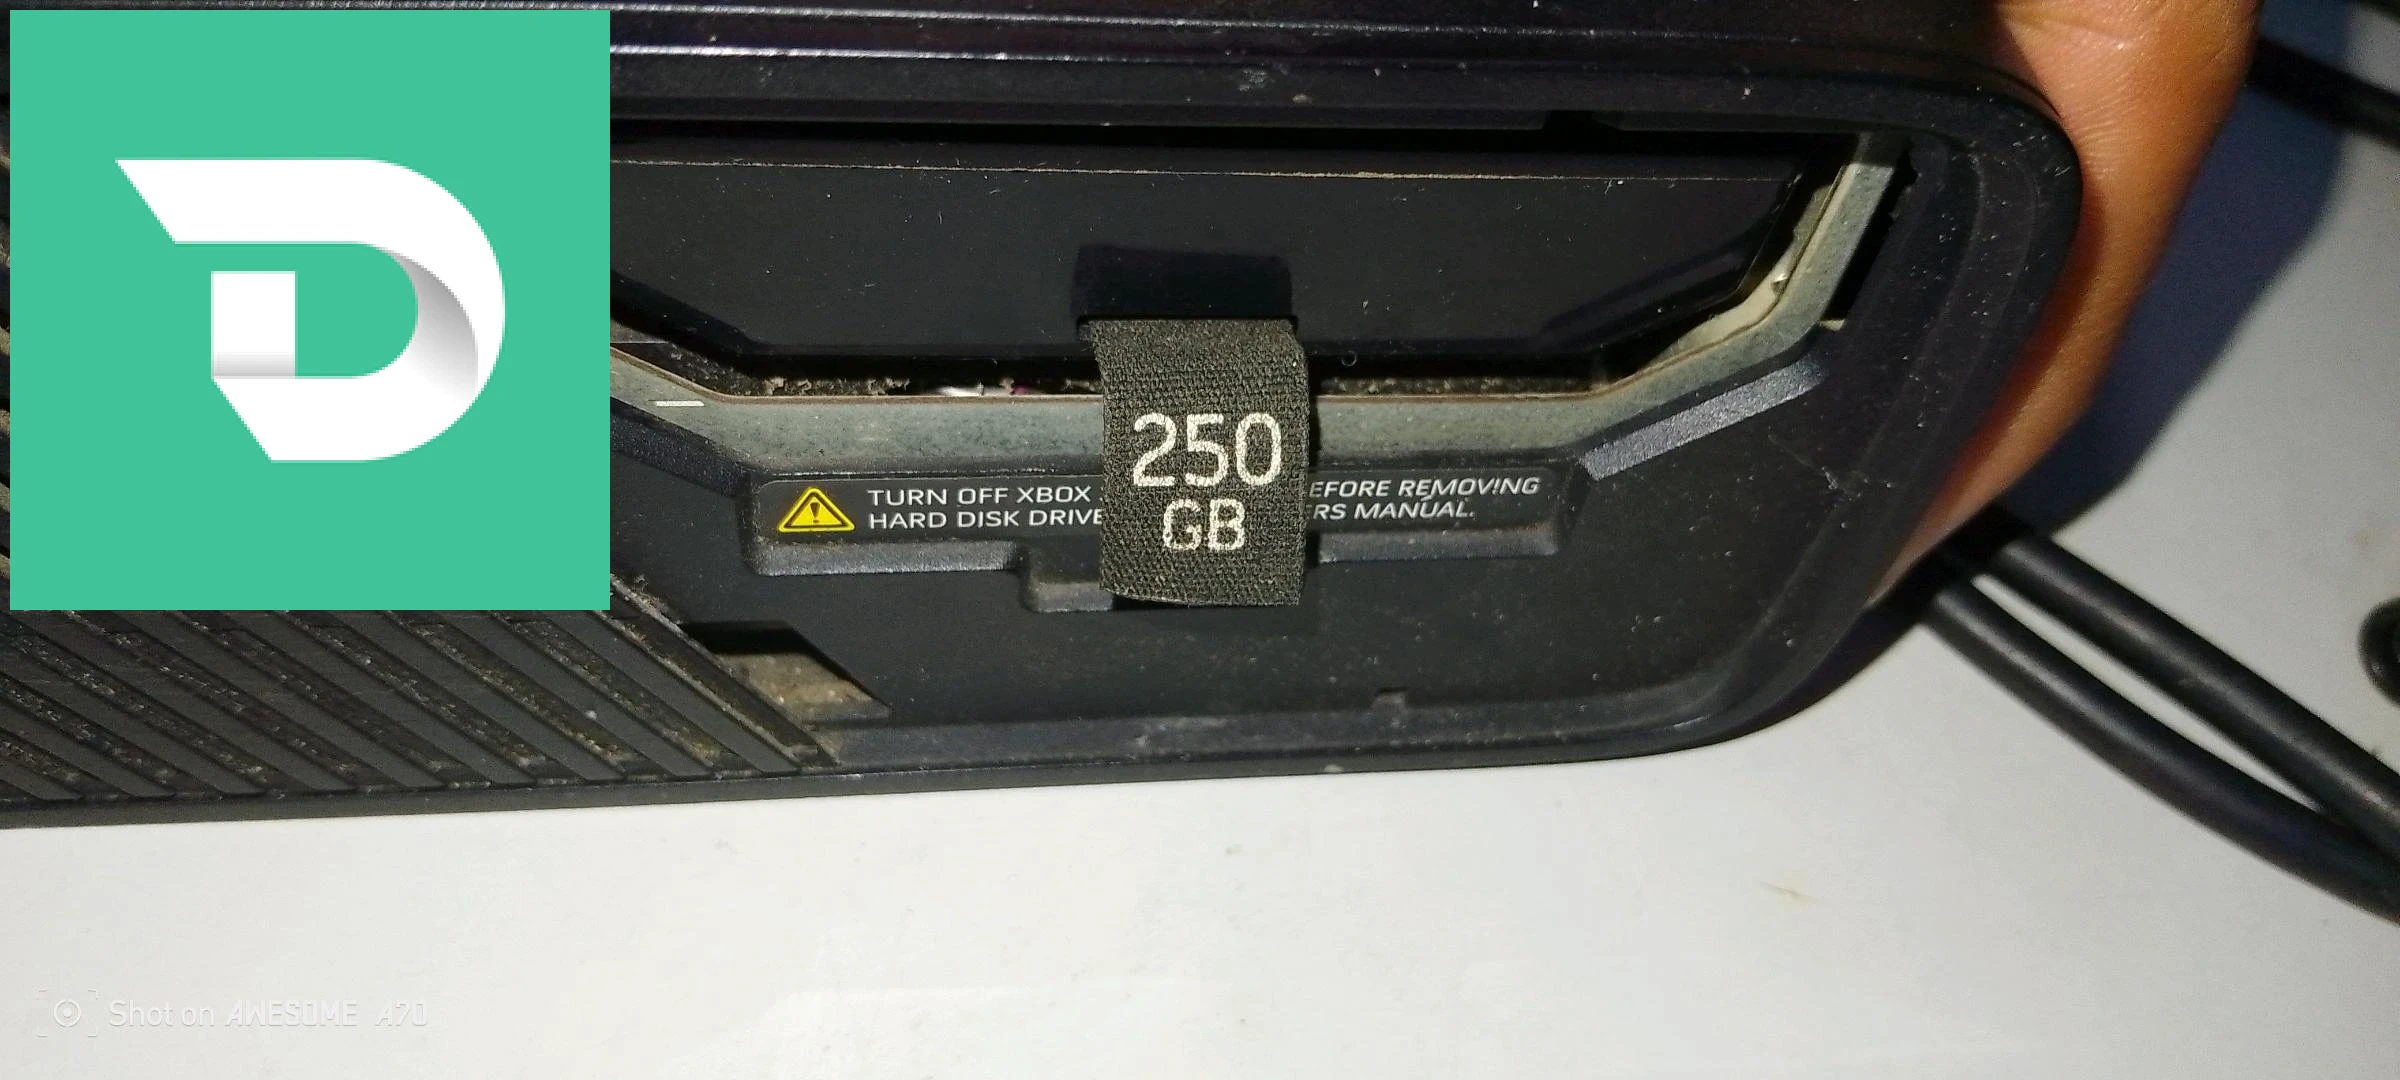 D
250
GB
TURN OFF XBOX EFORE REMOVING
HARD DISK DRIVE RS MANUAL.
Shot on AWESOME A70